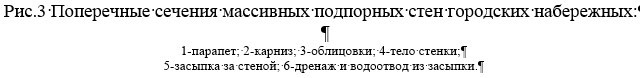 Рис.3·Поперечные·сечения·массивных·подпорных·стен·городских·набережных:¶
¶
1-парапет;·2-карниз;·3-облицовки;·4-тело·стенки;¶
5-засыпка·за·стеной;·6-дренаж·и·водоотвод·из·засыпки.¶